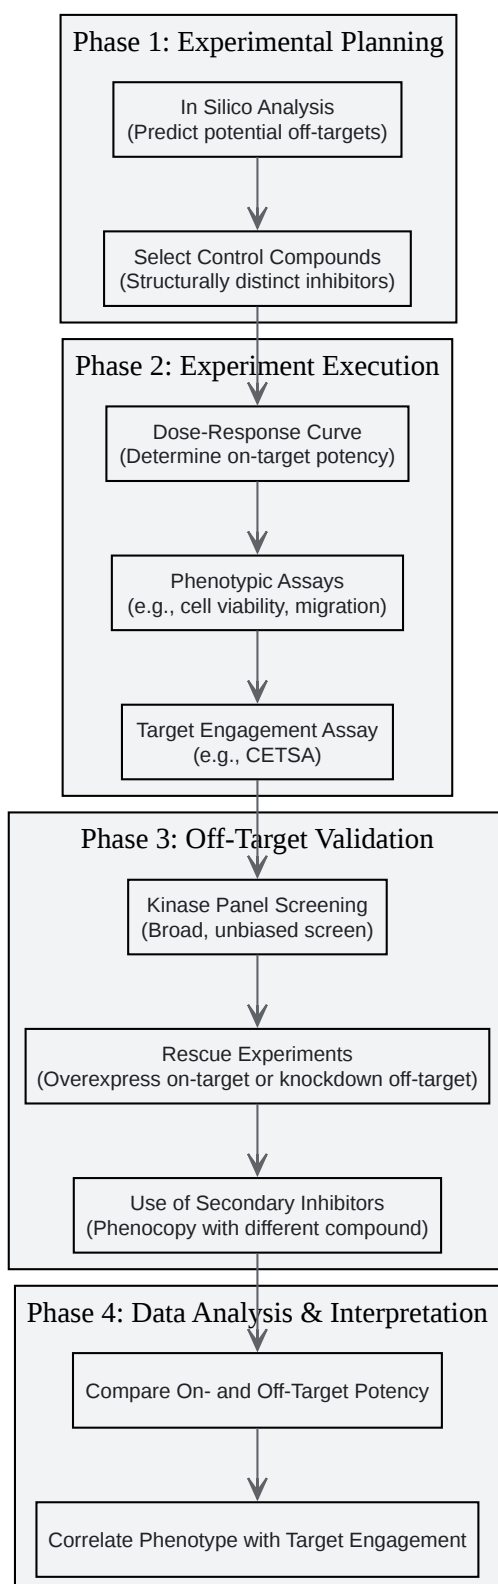 Phase 1: Experimental Planning
In Silico Analysis
(Predict potential off-targets)
Select Control Compounds
(Structurally distinct inhibitors)
Phase 2: Experiment Execution
Dose-Response Curve
(Determine on-target potency)
Phenotypic Assays
(e.g., cell viability, migration)
Target Engagement Assay
(e.g., CETSA)
Phase 3: Off-Target Validation
Kinase Panel Screening
(Broad, unbiased screen)
Rescue Experiments
(Overexpress on-target or knockdown off-target)
Use of Secondary Inhibitors
(Phenocopy with different compound)
Phase 4: Data Analysis & Interpretation
Compare On- and Off-Target Potency
Correlate Phenotype with Target Engagement